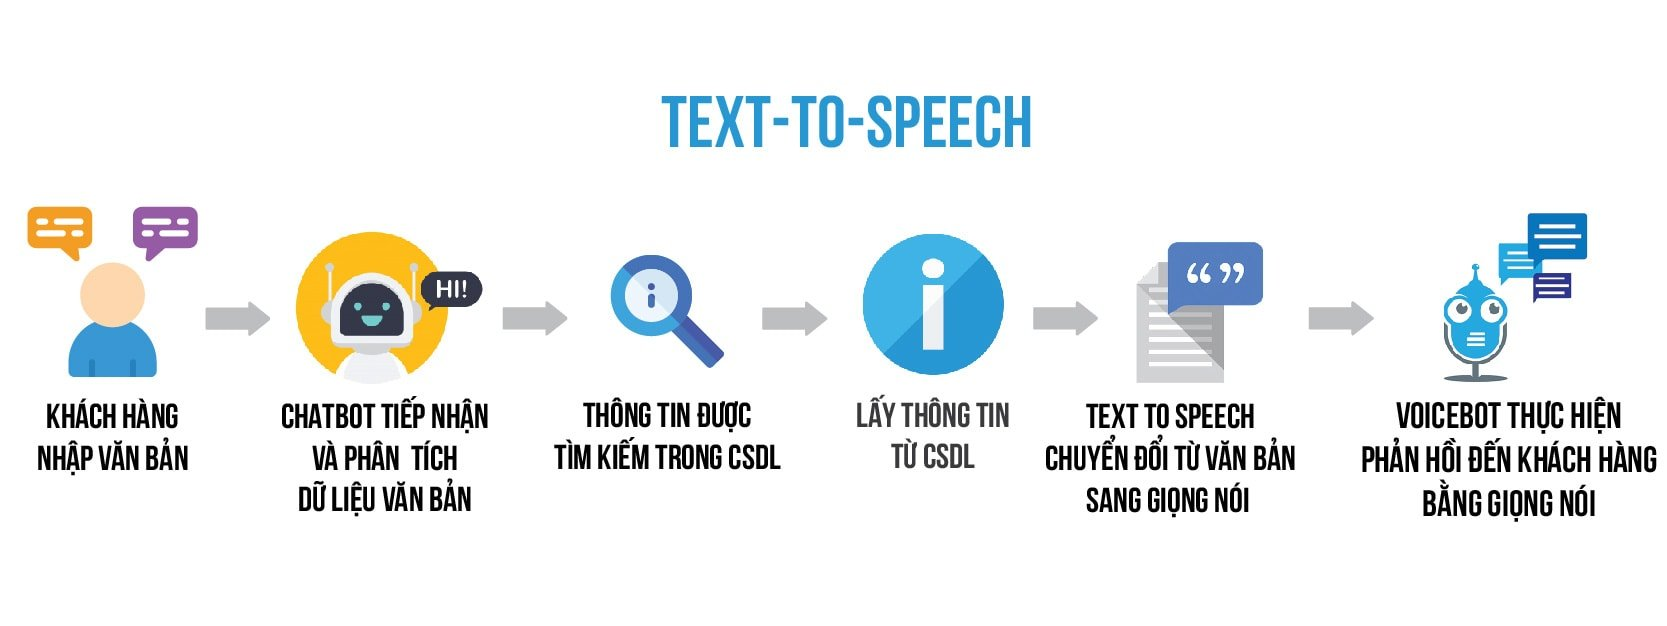 TEXT-TO-SPEECH
HI!
KHÁCH HÀNG
NHẬP VĂN BẢN
CHATBOT TIẾP NHẬN
VÀ PHÂN TÍCH
DỮ LIỆU VĂN BẢN
THÔNG TIN ĐƯỢC
TÌM KIẾM TRONG CSDL
LẤY THÔNG TIN
TỪ CSDL
TEXT TO SPEECH
CHUYỂN ĐỔI TỪ VĂN BẢN
SANG GIỌNG NÓI
VOICEBOT THỰC HIỆN
PHẢN HỒI ĐẾN KHÁCH HÀNG
BẰNG GIỌNG NÓI